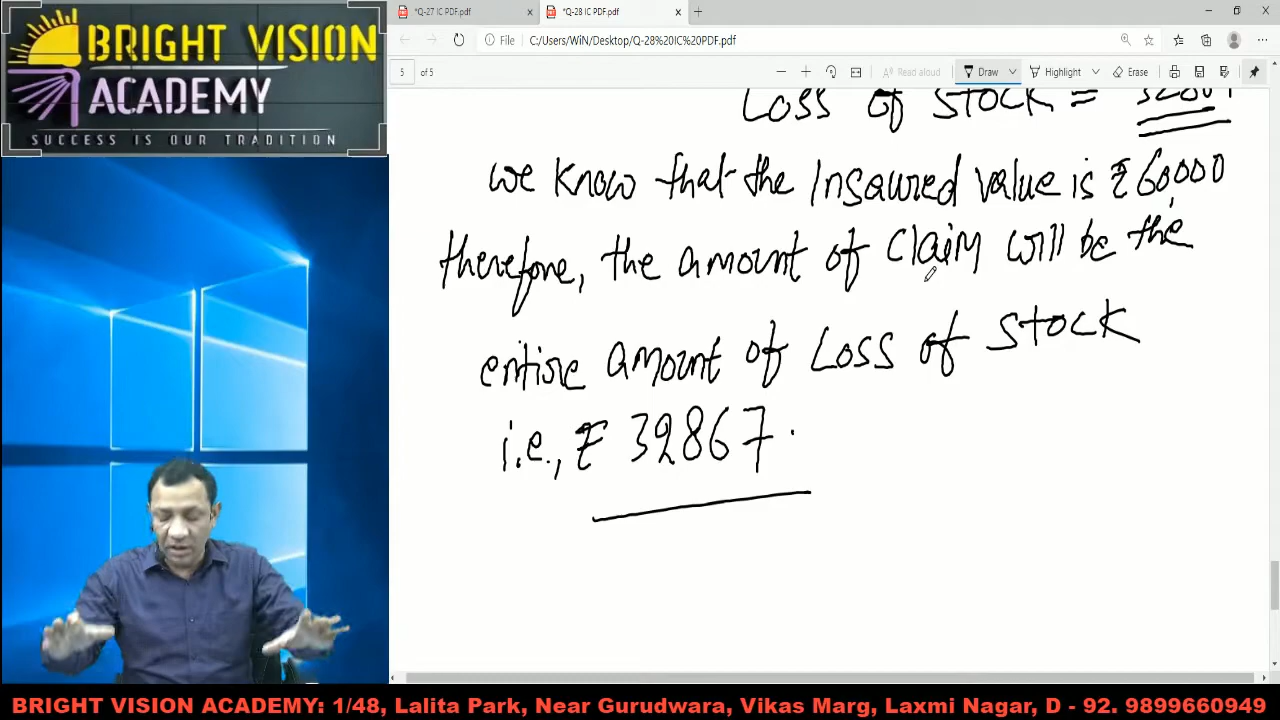 *Q-27 IC PDF.pdf
*Q-28 IC PDF.pdf
BRIGHT VISION
ACADEMY
SUCCESS IS OUR TRADITION
File
C:/Users/WiN/Desktop/Q-28%20IC%20PDF.pdf
5 of 5
Read aloud
Draw
Highlight
Erase
Loss of Stock =
we know that the Insaured value is ₹60,000
therefore, the amount of claim will be the
entire amount of Loss of Stock
i.e., ₹ 32867.
BRIGHT VISION ACADEMY: 1/48, Lalita Park, Near Gurudwara, Vikas Marg, Laxmi Nagar, D - 92. 9899660949